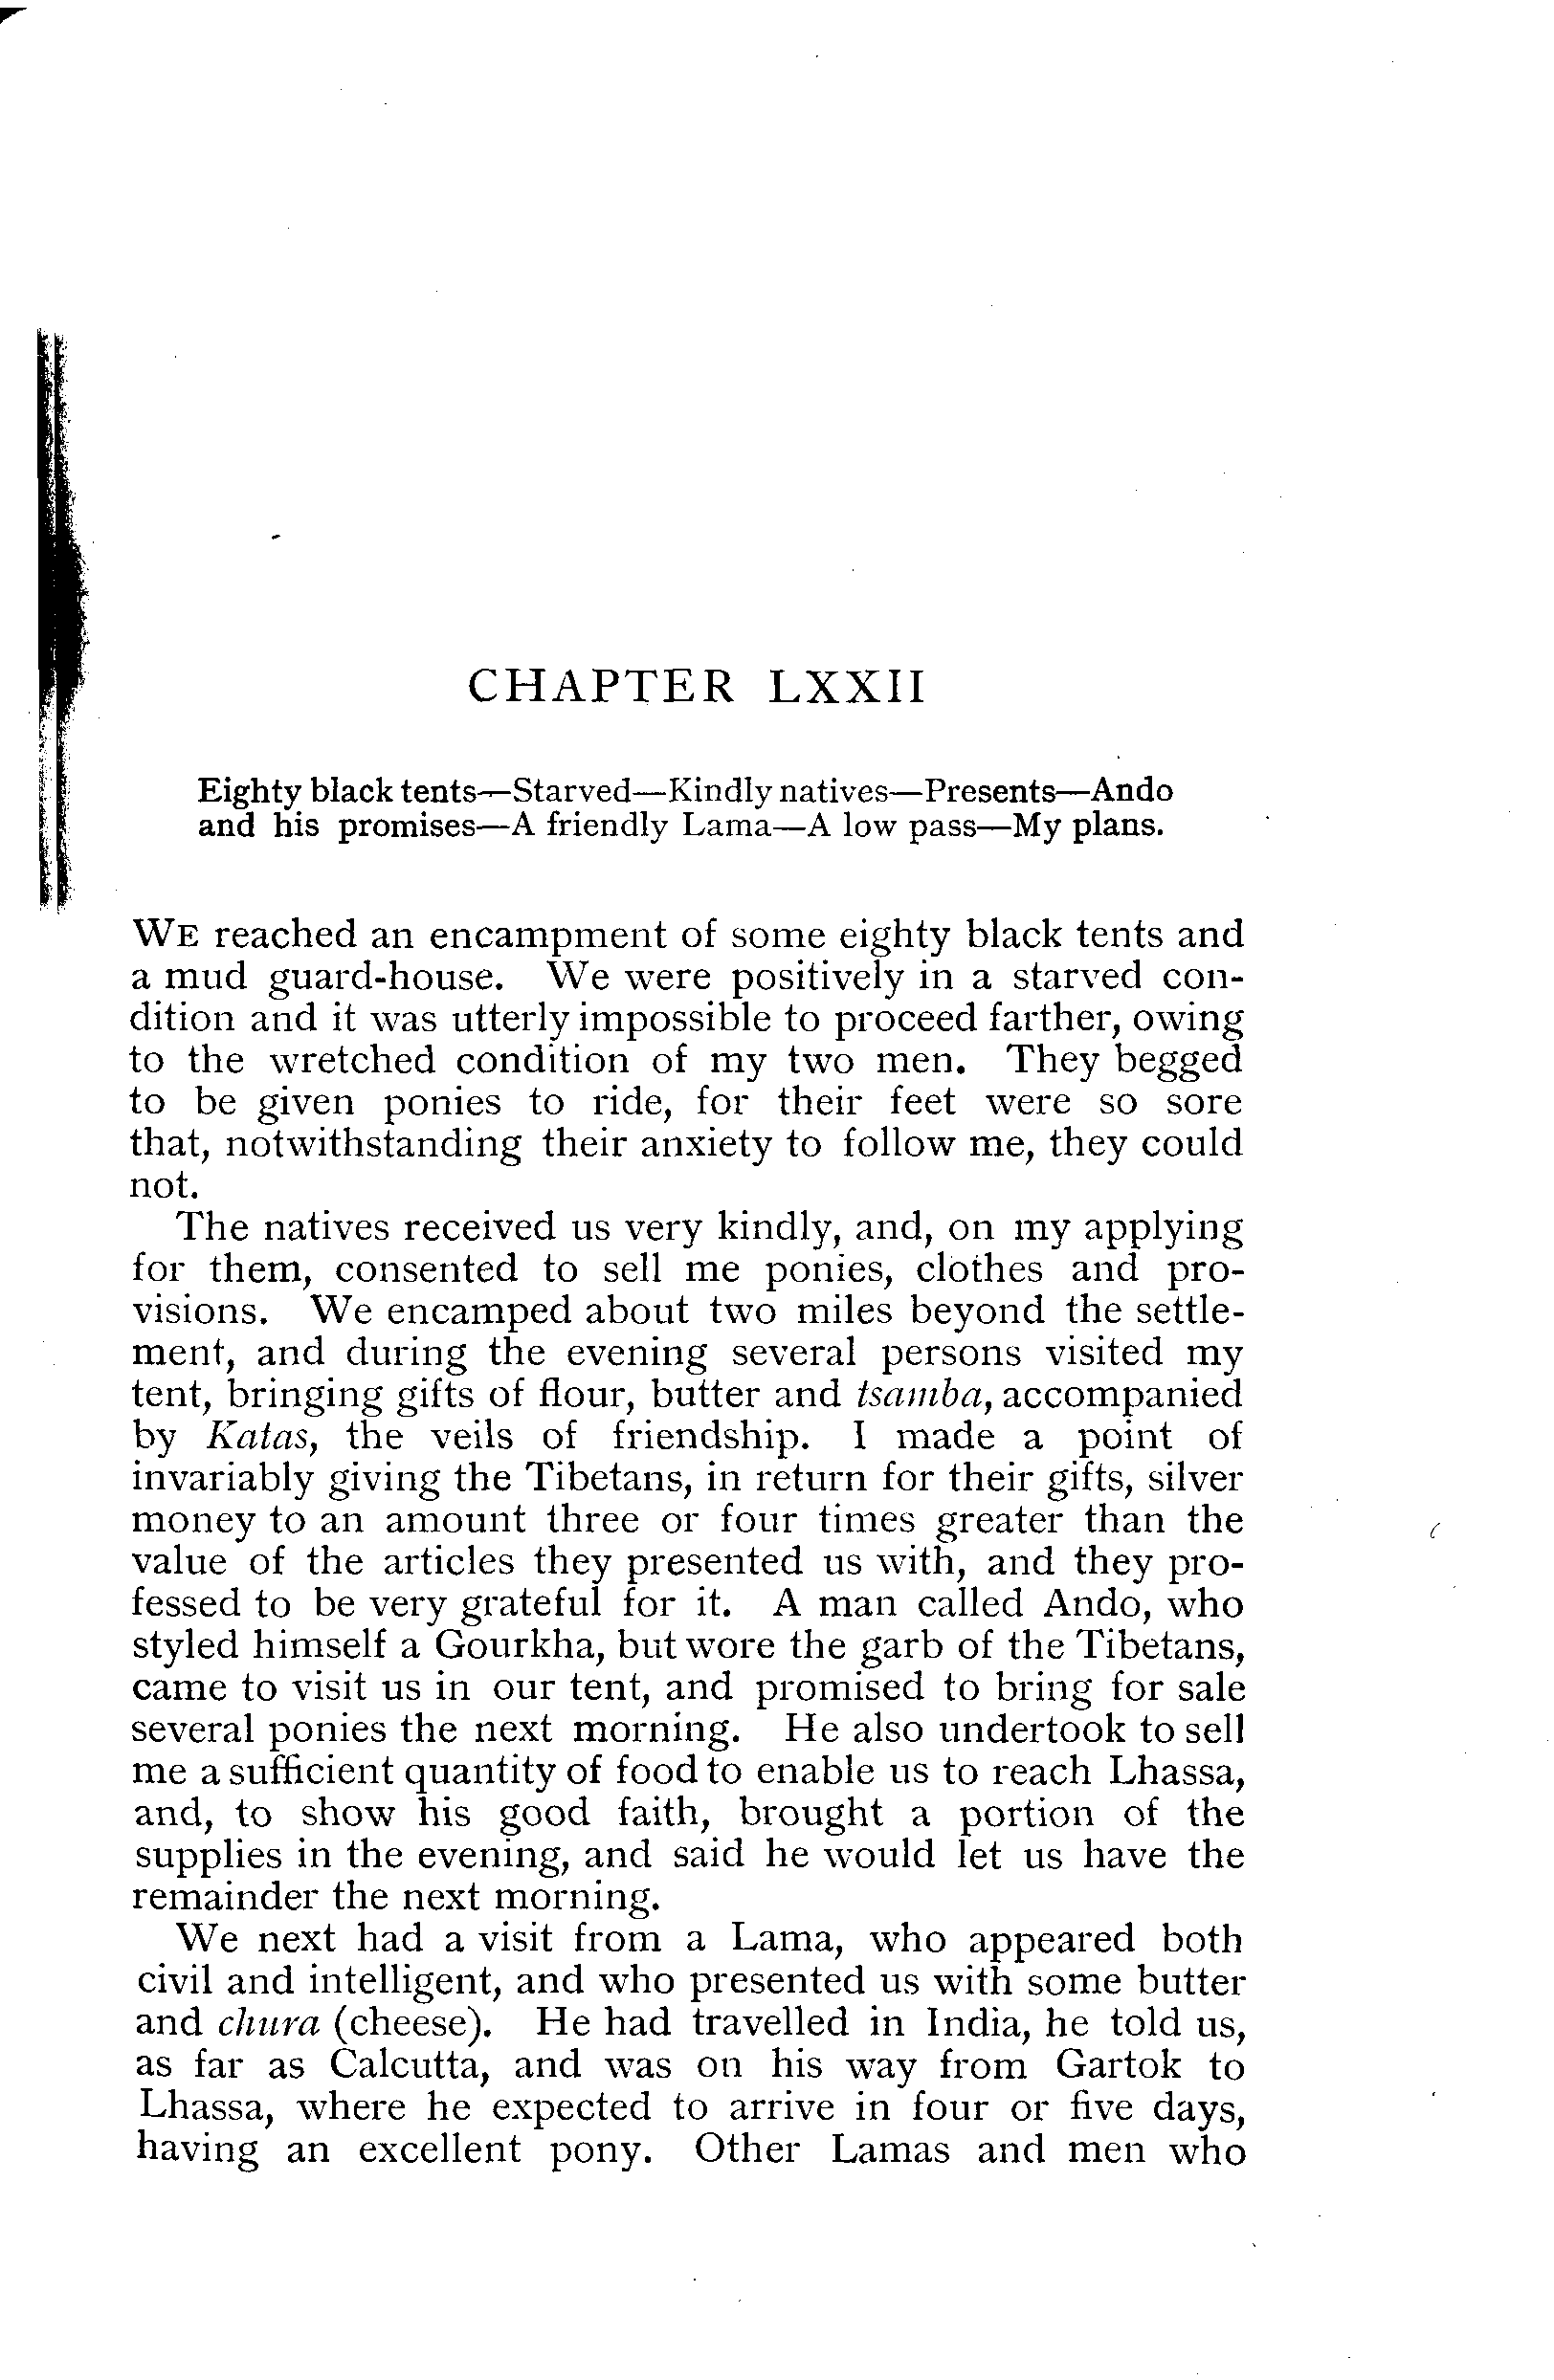 CHAPTER LXXII
Eighty black tents—Starved—Kindly natives—Presents—Ando
and his promises—A friendly Lama—A low pass—My plans.
WE reached an encampment of some eighty black tents and
a mud guard-house. We were positively in a starved con-
dition and it was utterly impossible to proceed farther, owing
to the wretched condition of my two men. They begged
to be given ponies to ride, for their feet were so sore
that, notwithstanding their anxiety to follow me, they could
not.
The natives received us very kindly, and, on my applying
for them, consented to sell me ponies, clothes and pro-
visions. We encamped about two miles beyond the settle-
ment, and during the evening several persons visited my
tent, bringing gifts of flour, butter and tsamba, accompanied
by Katas, the veils of friendship. I made a point of
invariably giving the Tibetans, in return for their gifts, silver
money to an amount three or four times greater than the
value of the articles they presented us with, and they pro-
fessed to be very grateful for it. A man called Ando, who
styled himself a Gourkha, but wore the garb of the Tibetans,
came to visit us in our tent, and promised to bring for sale
several ponies the next morning. He also undertook to sell
me a sufficient quantity of food to enable us to reach Lhassa,
and, to show his good faith, brought a portion of the
supplies in the evening, and said he would let us have the
remainder the next morning.
We next had a visit from a Lama, who appeared both
civil and intelligent, and who presented us with some butter
and chura (cheese). He had travelled in India, he told us,
as far as Calcutta, and was on his way from Gartok to
Lhassa, where he expected to arrive in four or five days,
having an excellent pony. Other Lamas and men who